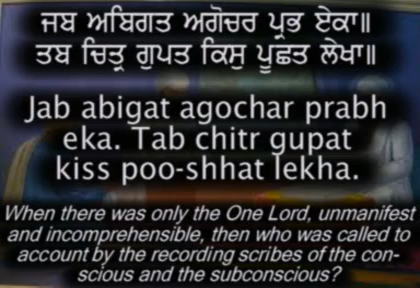 ਜਬ ਅਬਿਗਤ ਅਗੋਚਰ ਪ੍ਰਭ ਏਕਾ॥
ਤਬ ਚਿਤ੍ਰ ਗੁਪਤ ਕਿਸੁ ਪੂਛਤ ਲੇਖਾ॥
Jab abigat agochar prabh
eka. Tab chitr gupat
kiss poo-shhat lekha.
When there was only the One Lord, unmanifest
and incomprehensible, then who was called to
account by the recording scribes of the con-
scious and the subconscious?